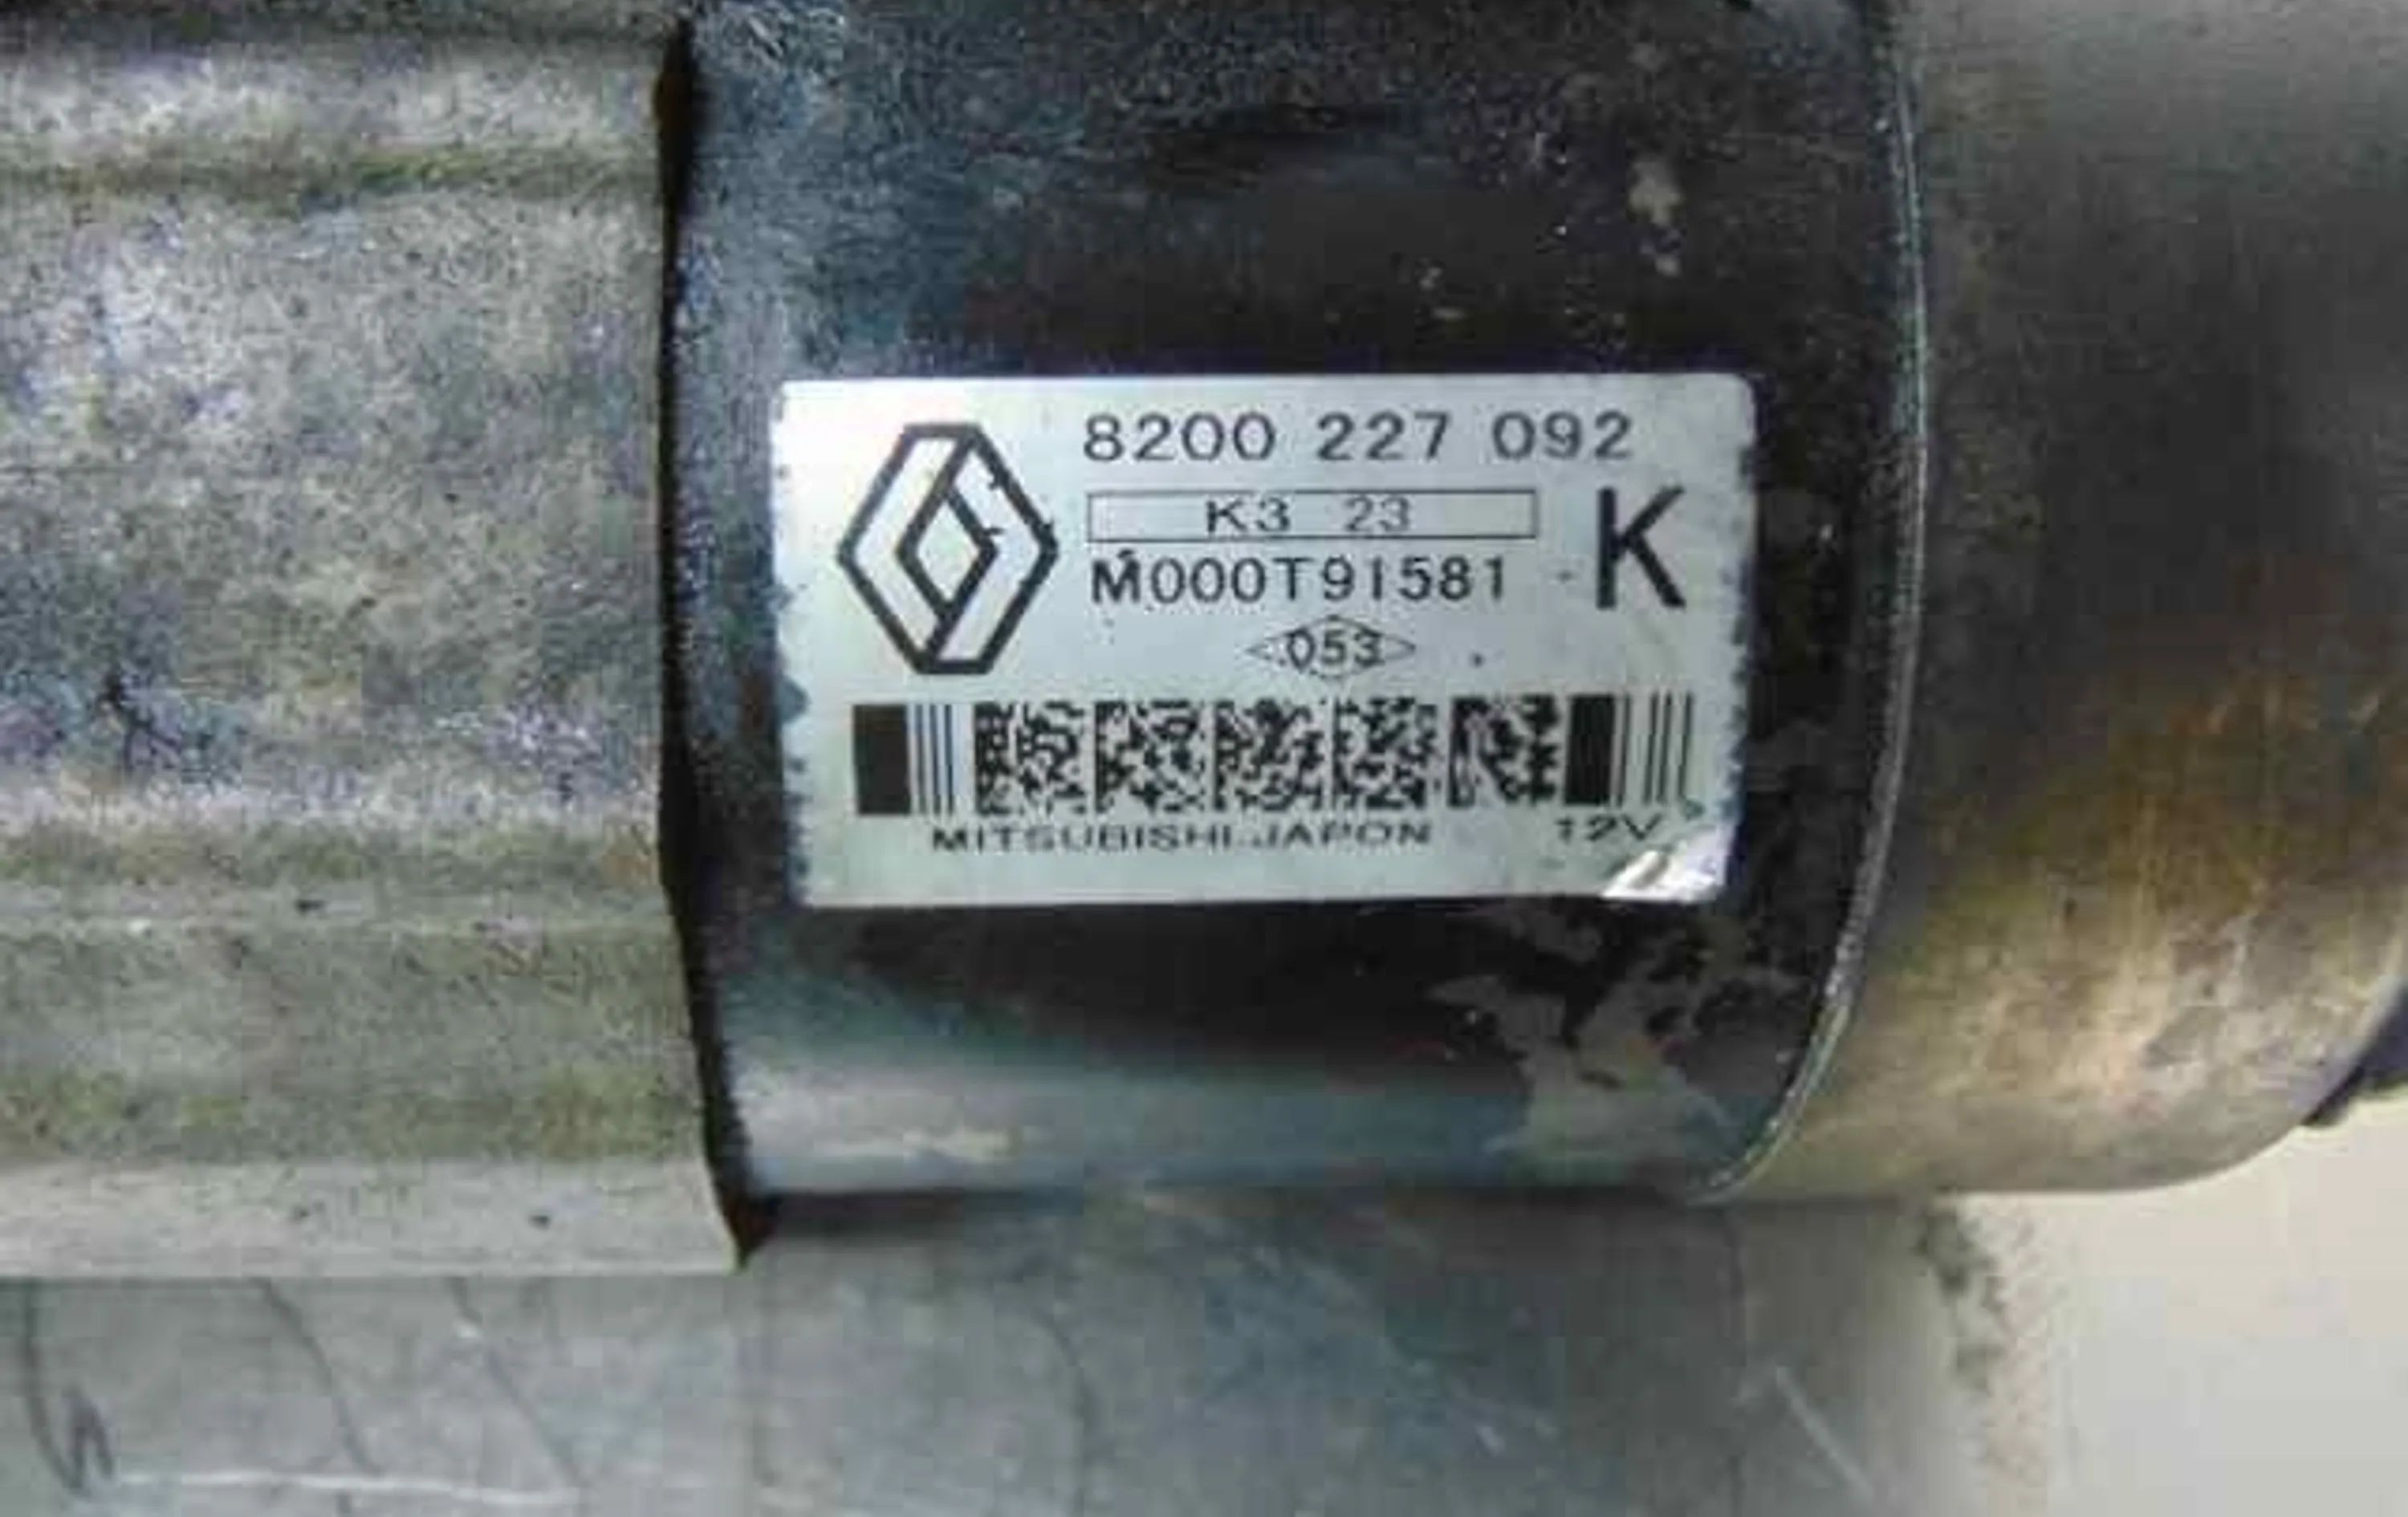 8200 227 092
K3 23
K
M000T91581
053
MITSUBISHI-JAPON 12V